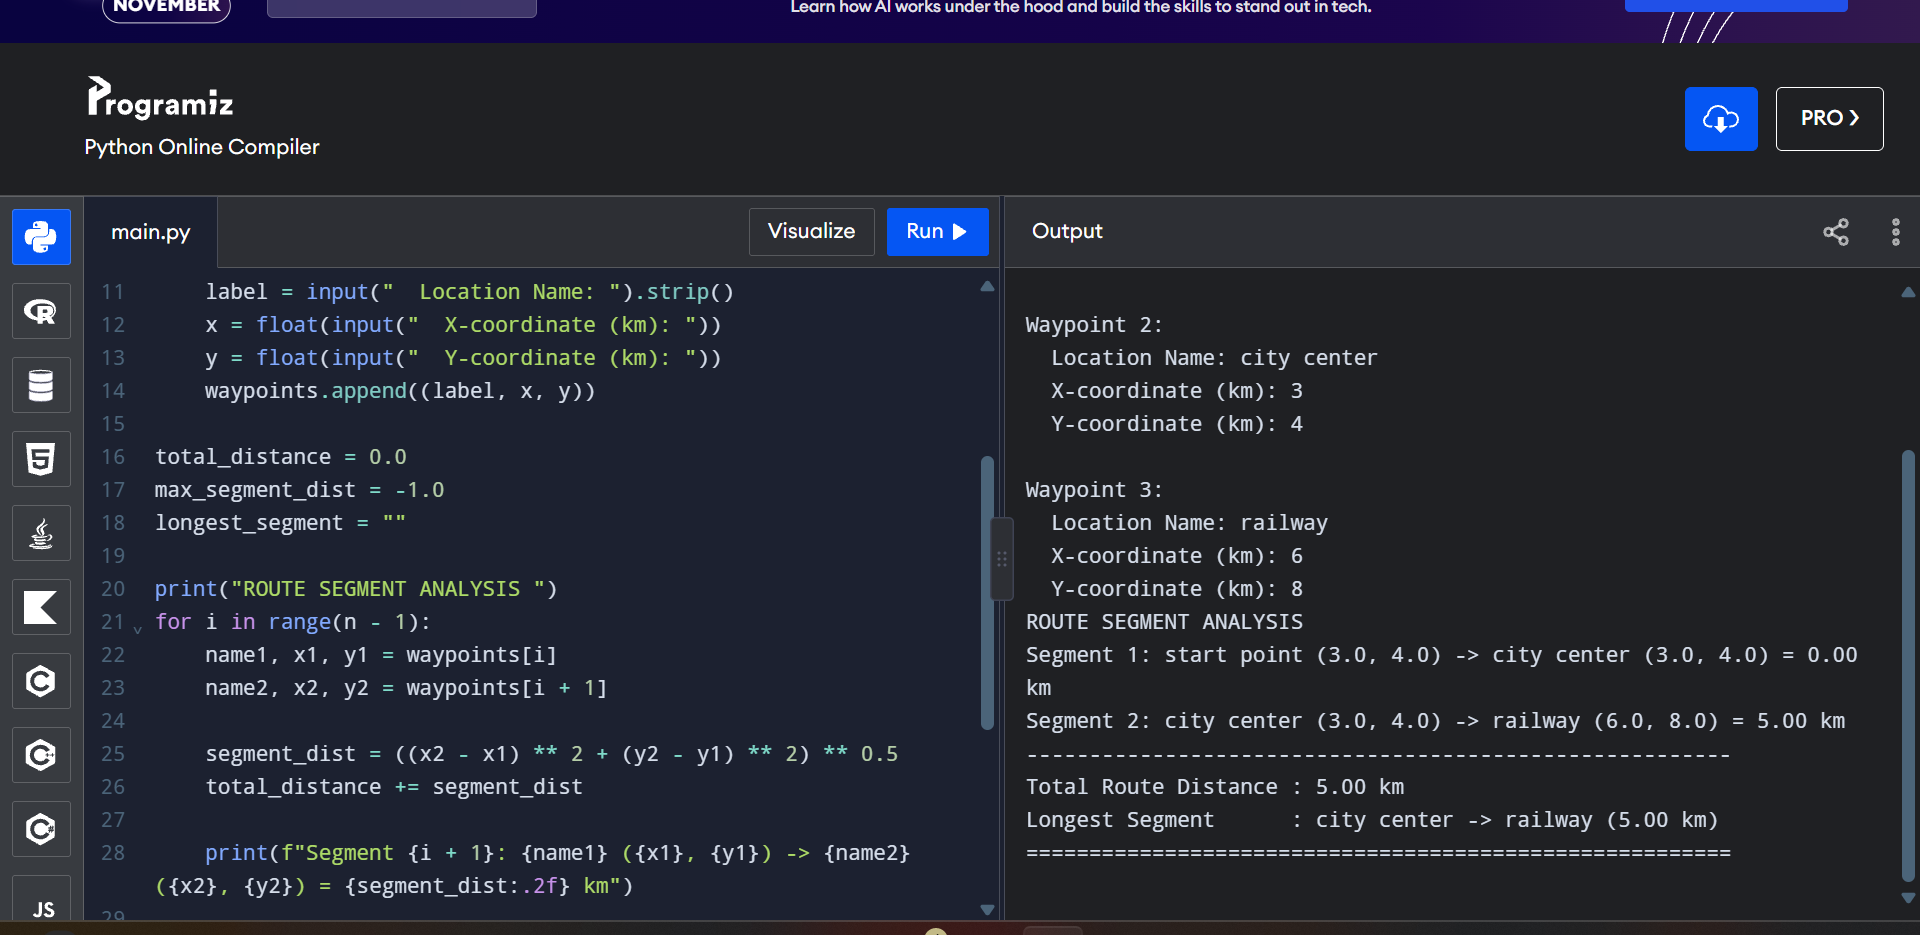 NOVEMBER
Learn how AI works under the hood and build the skills to stand out in tech.
Programiz
Python Online Compiler
PRO ❯
main.py
Visualize
Run
11     label = input("  Location Name: ").strip()
12     x = float(input("  X-coordinate (km): "))
13     y = float(input("  Y-coordinate (km): "))
14     waypoints.append((label, x, y))
15
16 total_distance = 0.0
17 max_segment_dist = -1.0
18 longest_segment = ""
19
20 print("ROUTE SEGMENT ANALYSIS ")
21 for i in range(n - 1):
22     name1, x1, y1 = waypoints[i]
23     name2, x2, y2 = waypoints[i + 1]
24
25     segment_dist = ((x2 - x1) ** 2 + (y2 - y1) ** 2) ** 0.5
26     total_distance += segment_dist
27
28     print(f"Segment {i + 1}: {name1} ({x1}, {y1}) -> {name2}
({x2}, {y2}) = {segment_dist:.2f} km")
29
Output
Waypoint 2:
  Location Name: city center
  X-coordinate (km): 3
  Y-coordinate (km): 4
Waypoint 3:
  Location Name: railway
  X-coordinate (km): 6
  Y-coordinate (km): 8
ROUTE SEGMENT ANALYSIS
Segment 1: start point (3.0, 4.0) -> city center (3.0, 4.0) = 0.00
km
Segment 2: city center (3.0, 4.0) -> railway (6.0, 8.0) = 5.00 km
--------------------------------------------------------
Total Route Distance : 5.00 km
Longest Segment      : city center -> railway (5.00 km)
========================================================
R
5
C
C++
C#
JS